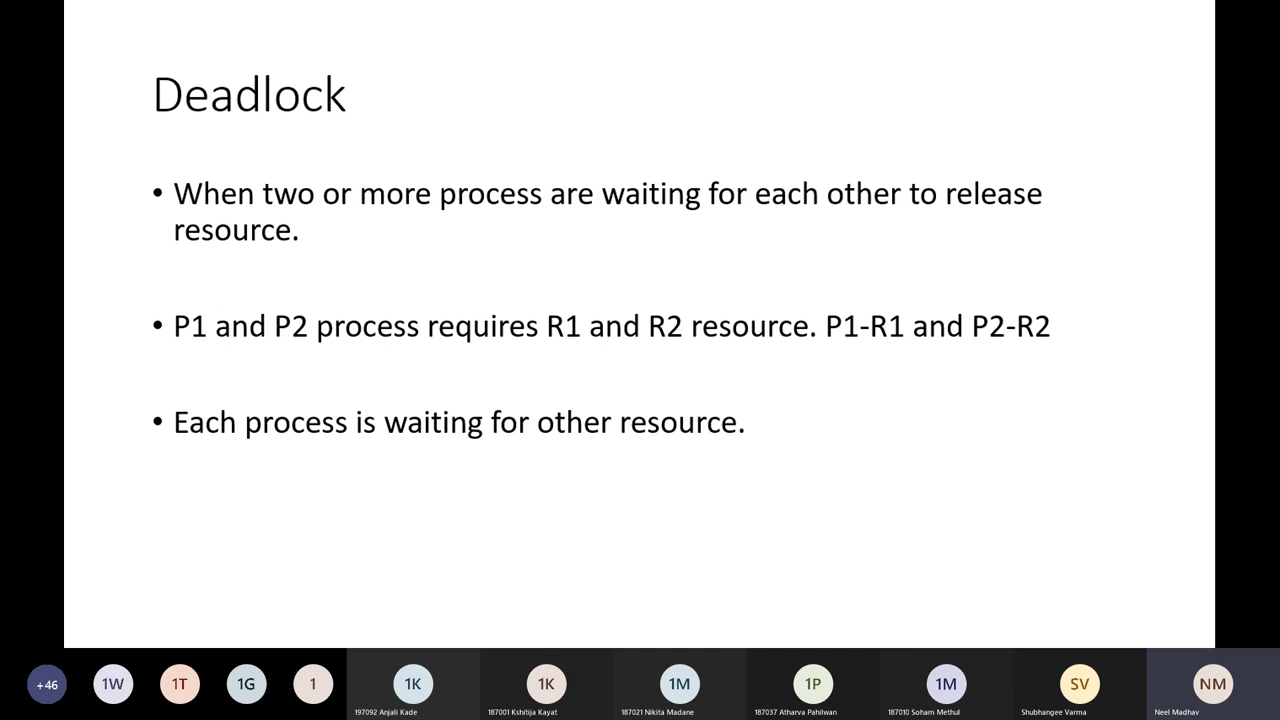 Deadlock
• When two or more process are waiting for each other to release
resource.
• P1 and P2 process requires R1 and R2 resource. P1-R1 and P2-R2
• Each process is waiting for other resource.
+46 1W 1T 1G 1 1K 1K 1M 1P 1M SV NM
197092 Anjali Kade 187001 Kshitija Kayat 187021 Nikita Madane 187037 Atharva Pahilwan 187010 Soham Methul Shubhangee Varma Neel Madhav